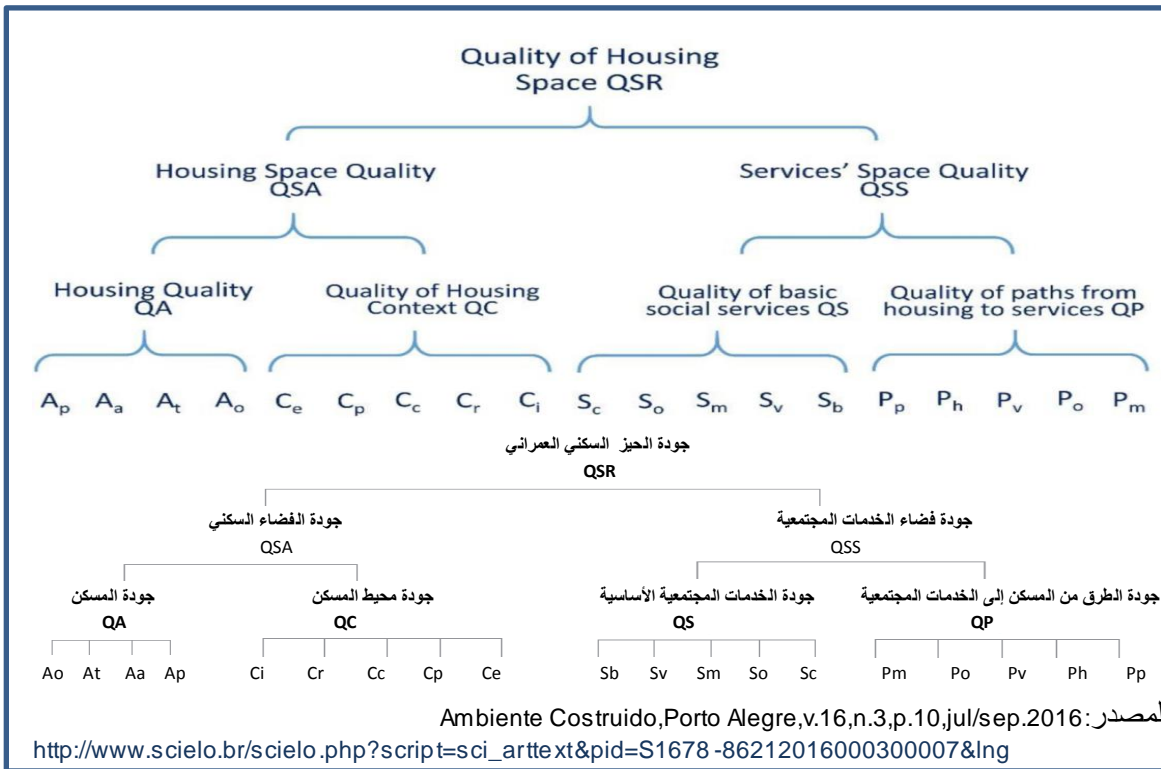 Quality of Housing
Space QSR
Housing Space Quality
QSA
Services' Space Quality
QSS
Housing Quality
QA
Quality of Housing
Context QC
Quality of basic
social services QS
Quality of paths from
housing to services QP
Ap Aa At Ao Ce Cp Cc Cr Ci Sc So Sm Sv Sb Pp Ph Pv Po Pm
جودة الحيز السكني العمراني
QSR
جودة الفضاء السكني
QSA
جودة فضاء الخدمات المجتمعية
QSS
جودة المسكن
QA
جودة محيط المسكن
QC
جودة الخدمات المجتمعية الأساسية
QS
جودة الطرق من المسكن إلى الخدمات المجتمعية
QP
Ao At Aa Ap Ci Cr Cc Cp Ce Sb Sv Sm So Sc Pm Po Pv Ph Pp
لمصدر: Ambiente Costruido,Porto Alegre,v.16,n.3,p.10,jul/sep.2016
http://www.scielo.br/scielo.php?script=sci_arttext&pid=S1678 -86212016000300007&lng